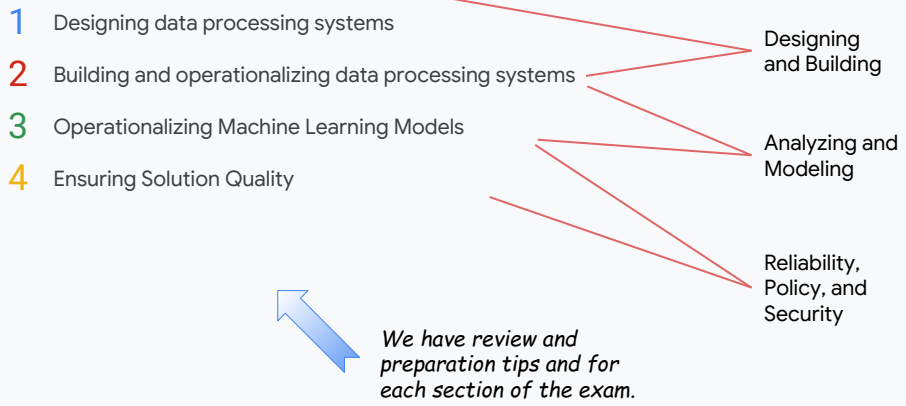 1 Designing data processing systems
2 Building and operationalizing data processing systems
3 Operationalizing Machine Learning Models
4 Ensuring Solution Quality
Designing
and Building
Analyzing and
Modeling
Reliability,
Policy, and
Security
We have review and
preparation tips and for
each section of the exam.